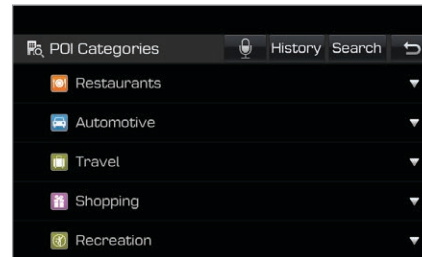 POI Categories History Search
Restaurants
Automotive
Travel
Shopping
Recreation